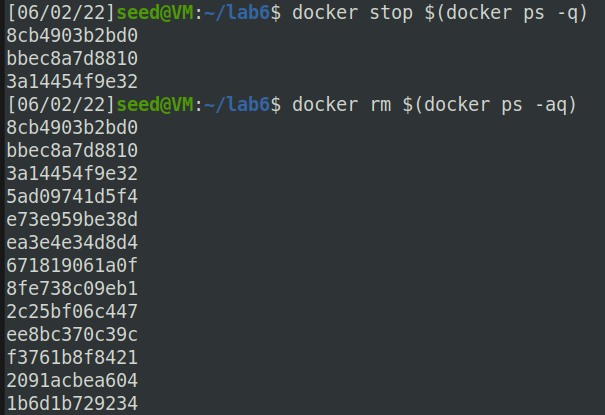 [06/02/22]seed@VM:~/lab6$ docker stop $(docker ps -q)
8cb4903b2bd0
bbec8a7d8810
3a14454f9e32
[06/02/22]seed@VM:~/lab6$ docker rm $(docker ps -aq)
8cb4903b2bd0
bbec8a7d8810
3a14454f9e32
5ad09741d5f4
e73e959be38d
ea3e4e34d8d4
671819061a0f
8fe738c09eb1
2c25bf06c447
ee8bc370c39c
f3761b8f8421
2091acbea604
1b6d1b729234